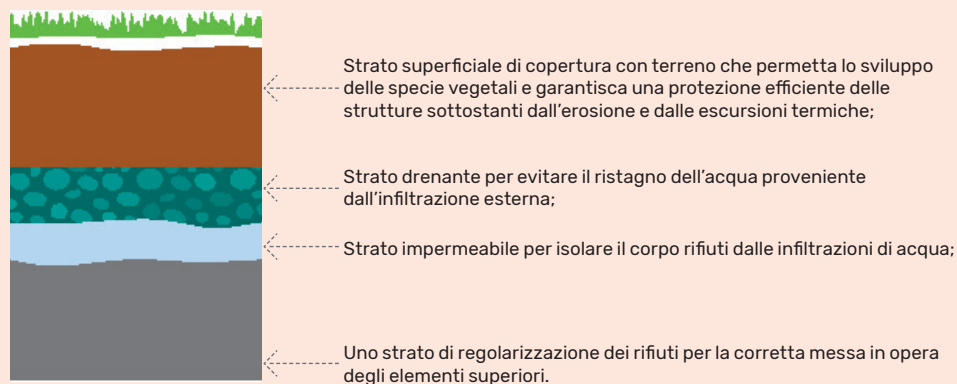 Strato superficiale di copertura con terreno che permetta lo sviluppo
delle specie vegetali e garantisca una protezione efficiente delle
strutture sottostanti dall'erosione e dalle escursioni termiche;
Strato drenante per evitare il ristagno dell'acqua proveniente
dall'infiltrazione esterna;
Strato impermeabile per isolare il corpo rifiuti dalle infiltrazioni di acqua;
Uno strato di regolarizzazione dei rifiuti per la corretta messa in opera
degli elementi superiori.